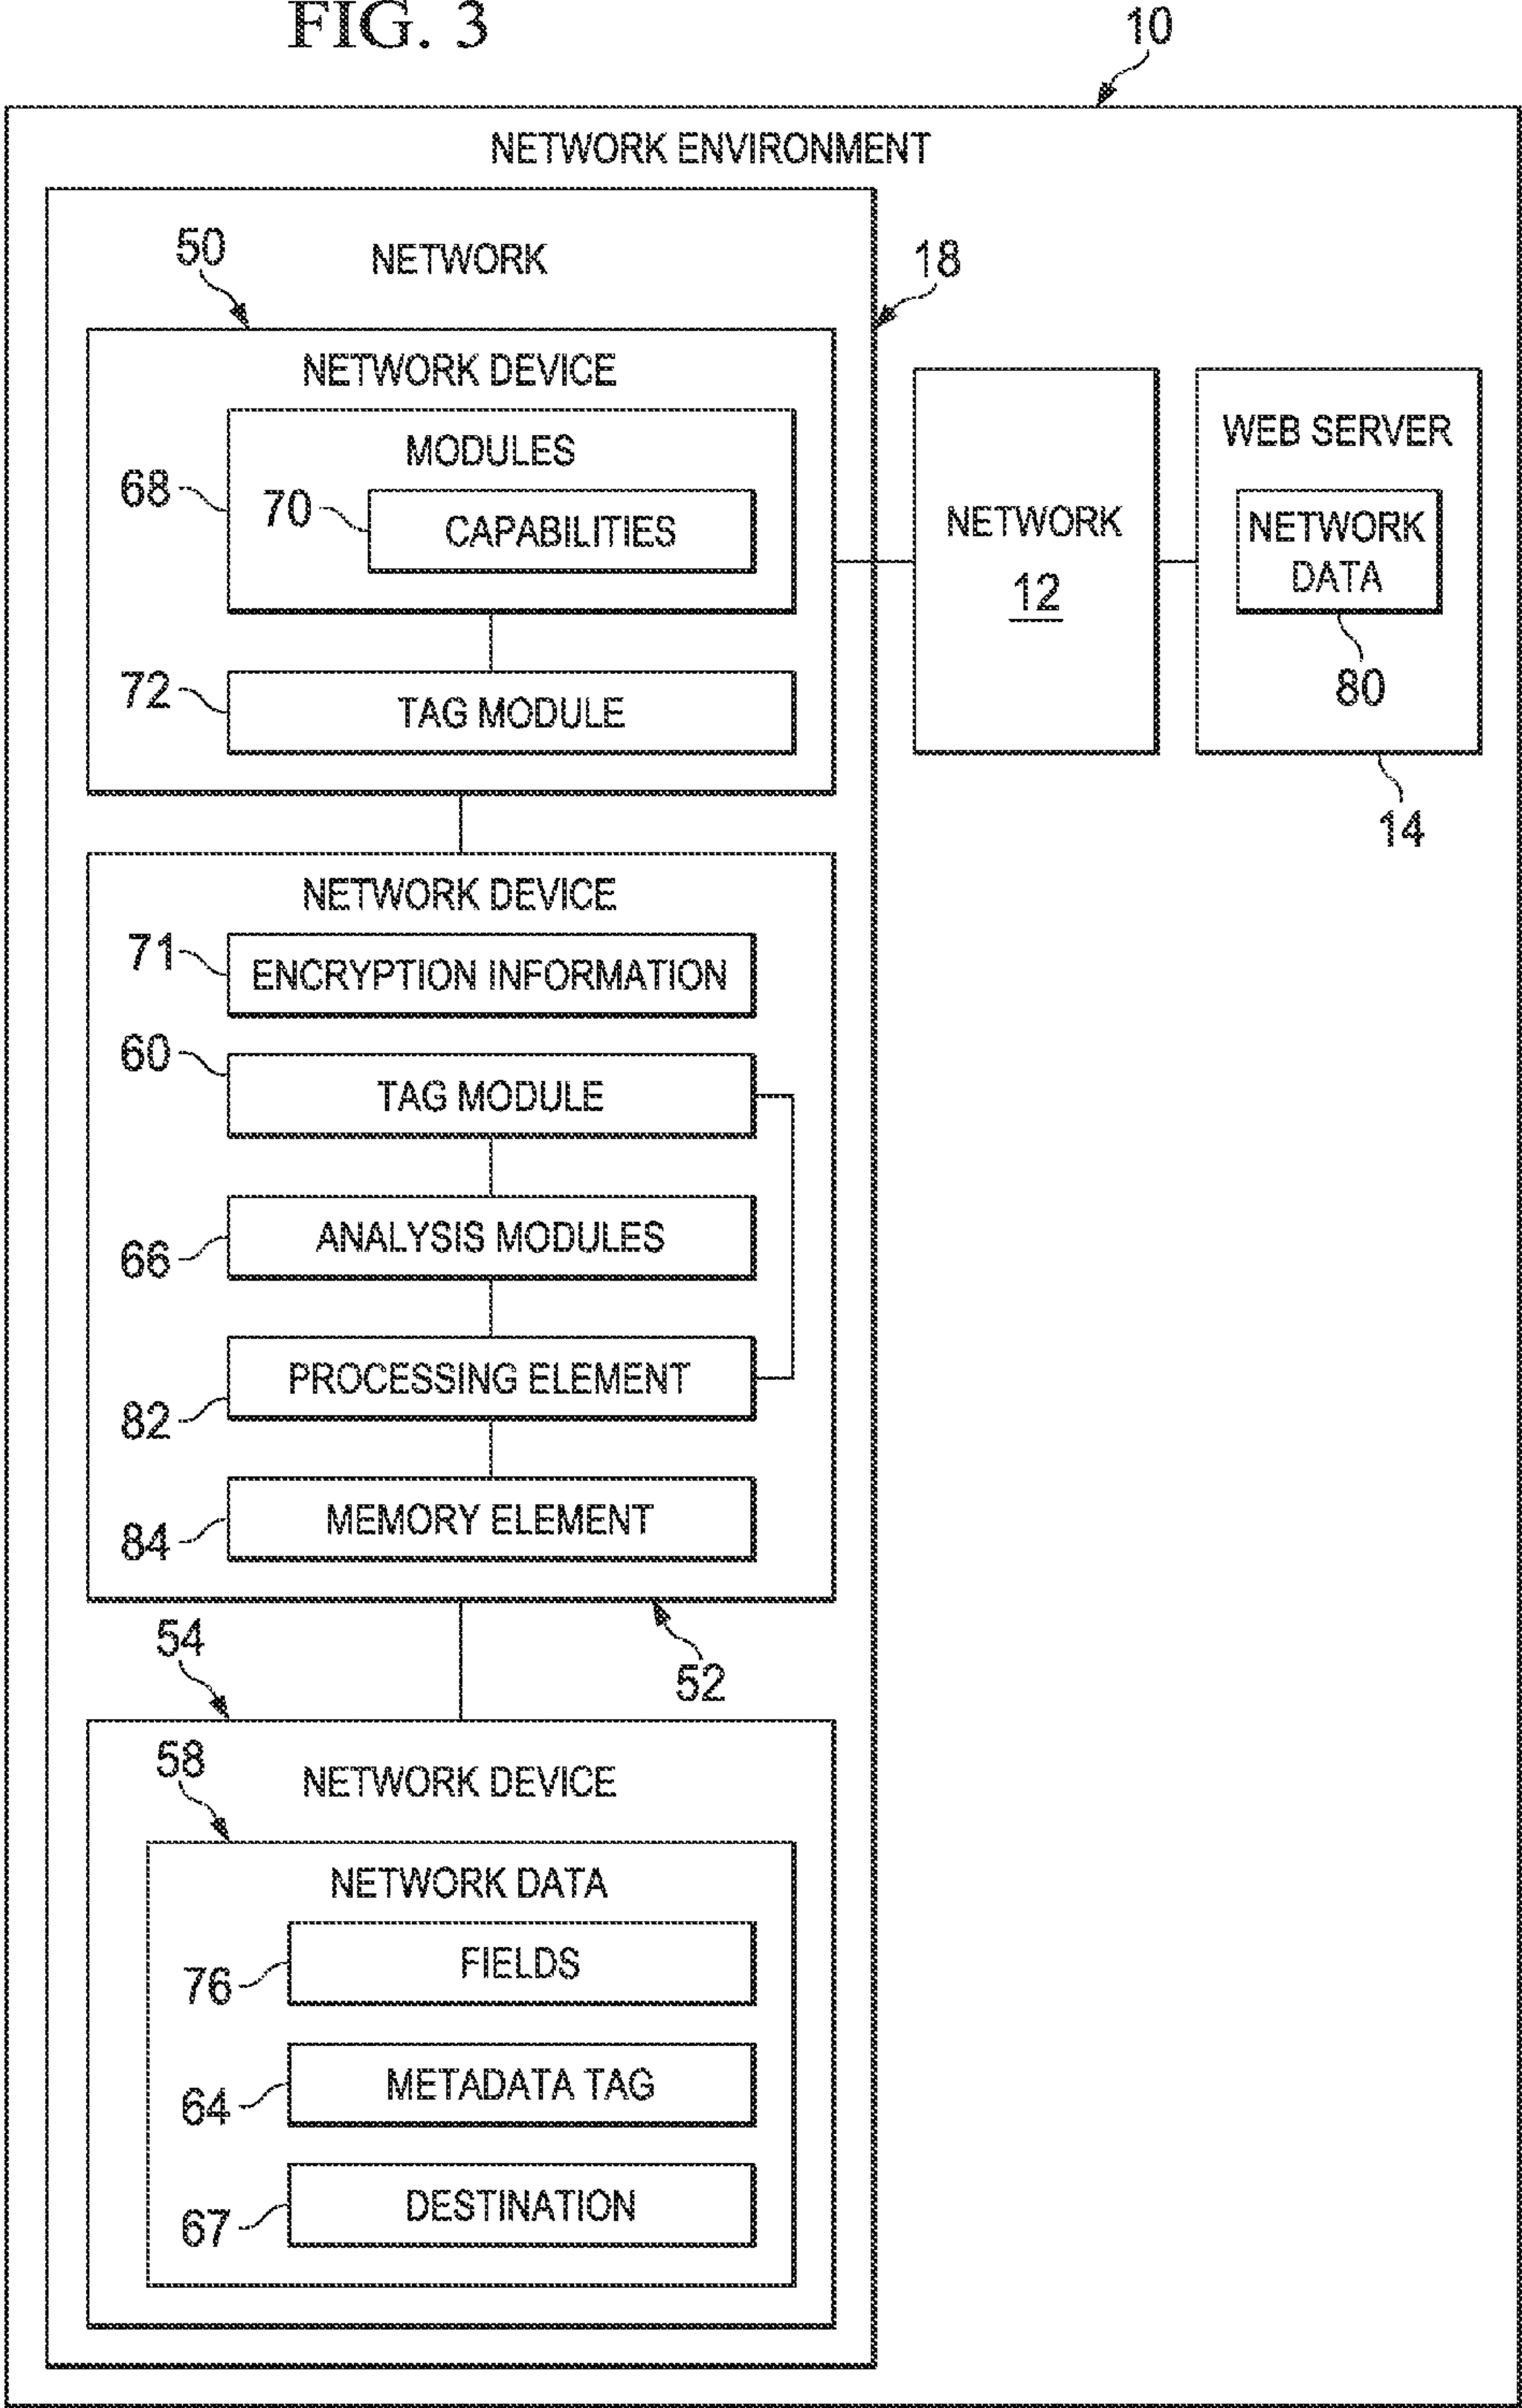 FIG. 3
10
NETWORK ENVIRONMENT
50
NETWORK
18
NETWORK DEVICE
MODULES
68
70
CAPABILITIES
72
TAG MODULE
NETWORK
12
WEB SERVER
NETWORK
DATA
80
14
NETWORK DEVICE
71
ENCRYPTION INFORMATION
60
TAG MODULE
66
ANALYSIS MODULES
82
PROCESSING ELEMENT
84
MEMORY ELEMENT
54
52
58
NETWORK DEVICE
NETWORK DATA
76
FIELDS
64
METADATA TAG
67
DESTINATION